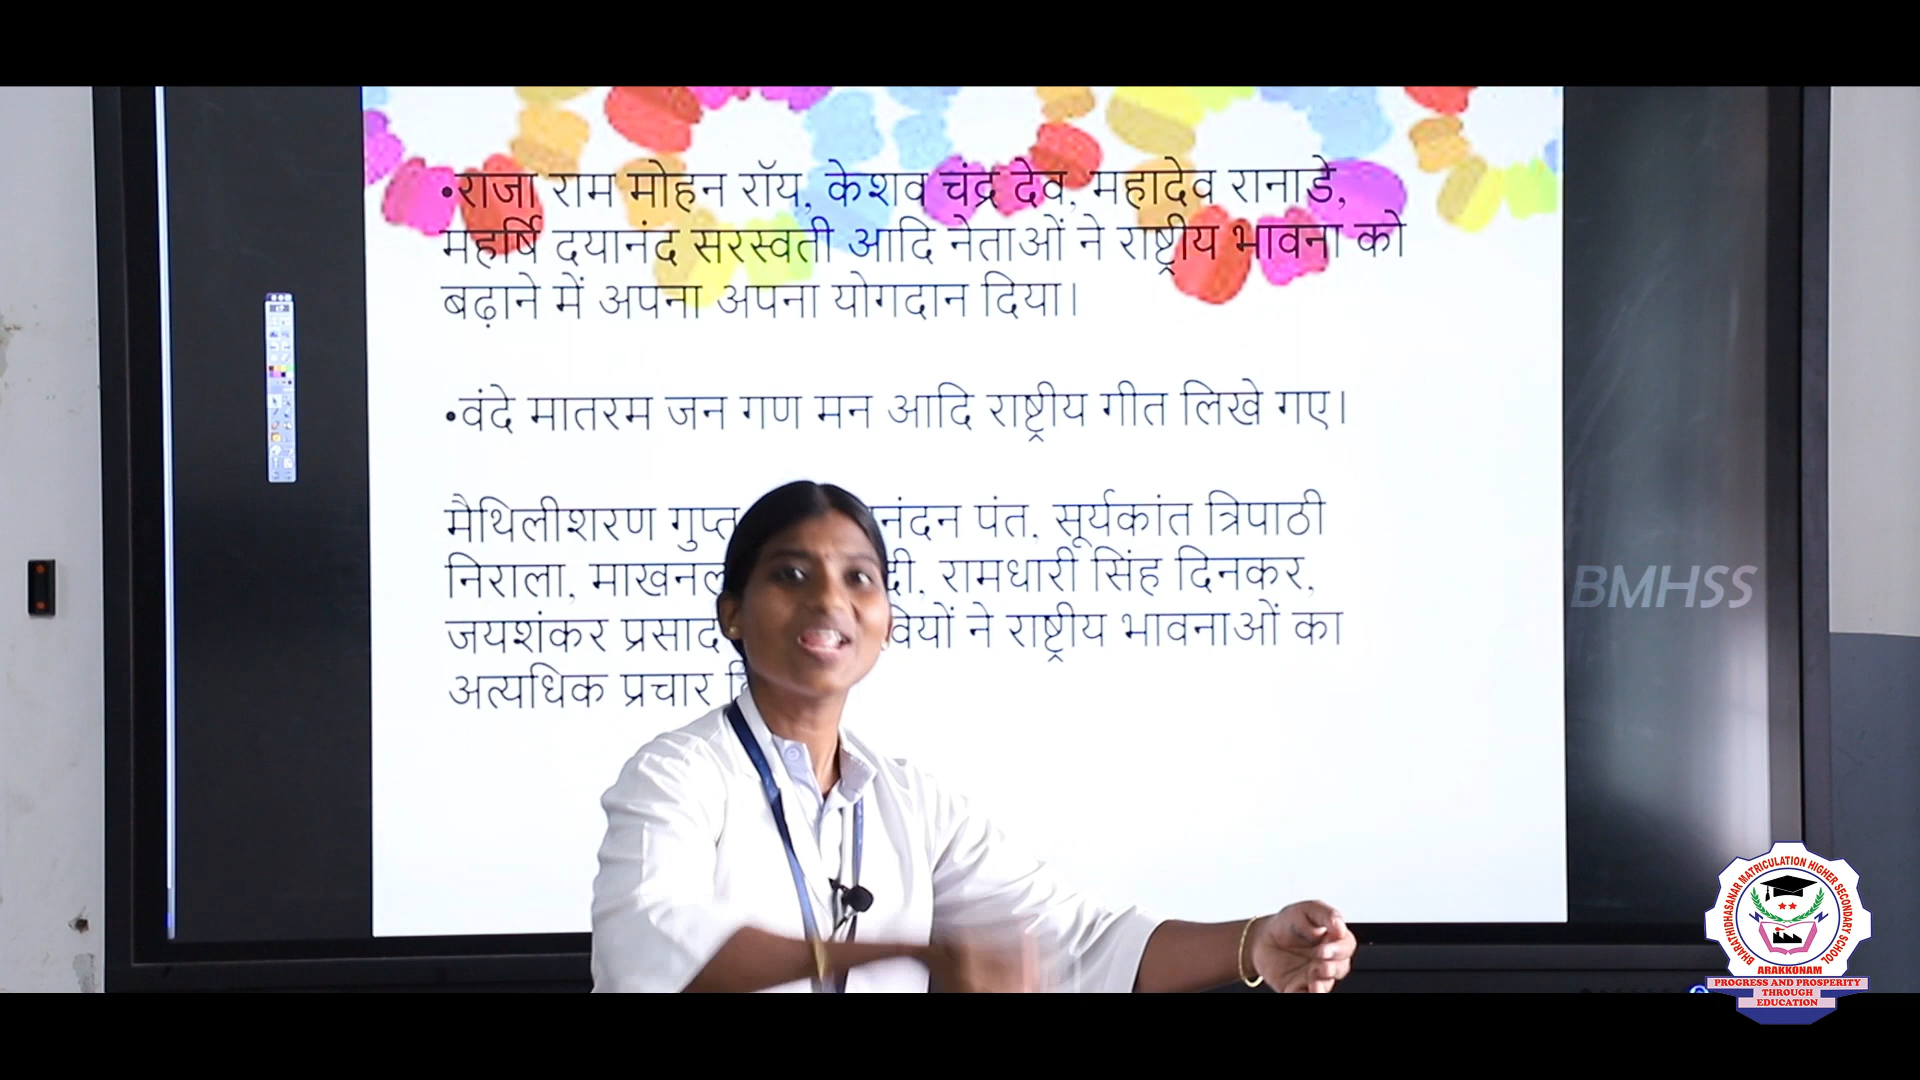 •राजा राम मोहन रॉय, केशव चंद्र देव, महादेव रानाडे,
महर्षि दयानंद सरस्वती आदि नेताओं ने राष्ट्रीय भावना को
बढ़ाने में अपना अपना योगदान दिया।
•वंदे मातरम जन गण मन आदि राष्ट्रीय गीत लिखे गए।
मैथिलीशरण गुप्त पंत, सूर्यकांत त्रिपाठी
निराला, रामधारी सिंह दिनकर,
जयशंकर प्रसाद ने राष्ट्रीय भावनाओं का
अत्यधिक प्रचार
BMHSS
BHARATHIDHASANAR MATRICULATION HIGHER SECONDARY SCHOOL
ARAKKONAM
PROGRESS AND PROSPERITY
THROUGH
EDUCATION